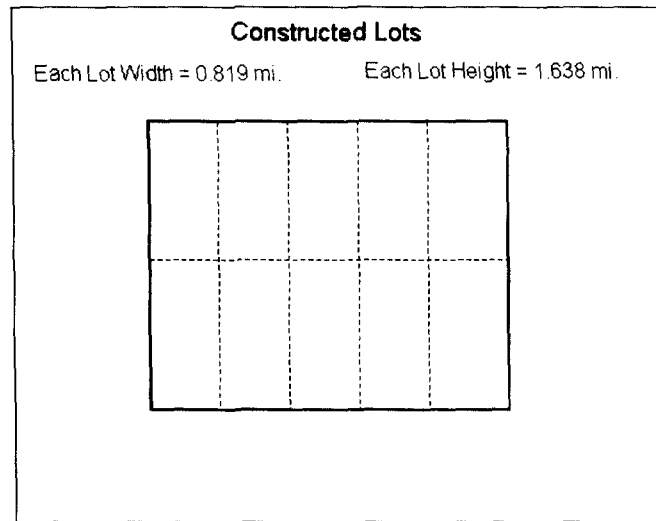 Constructed Lots
Each Lot Width = 0.819 mi. Each Lot Height = 1.638 mi.